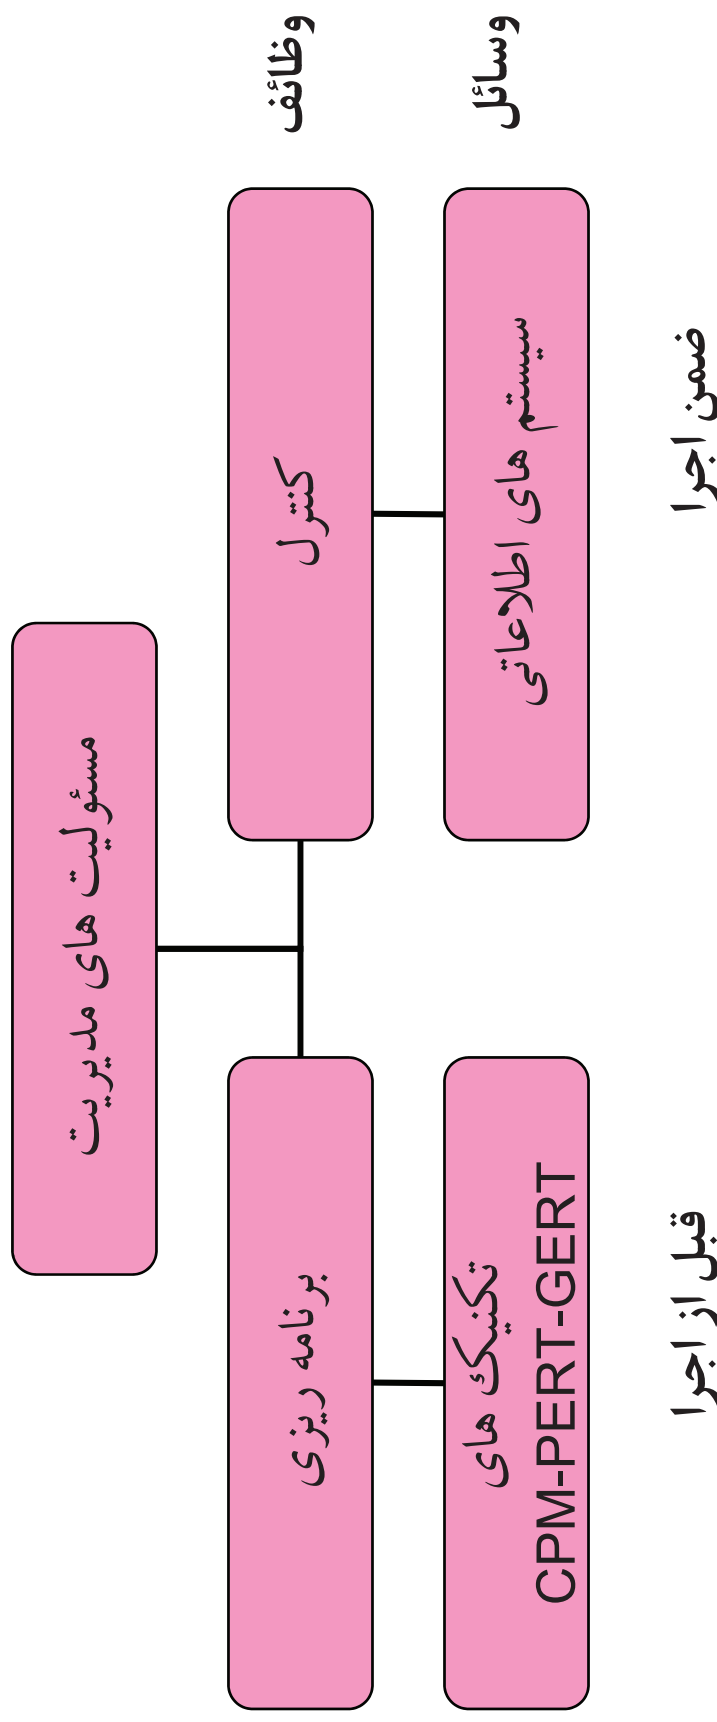 مسئولیت های مدیریت
وظائف
کنترل
برنامه ریزی
وسائل
سیستم های اطلاعاتی
تکنیک های
CPM-PERT-GERT
ضمن اجرا
قبل از اجرا